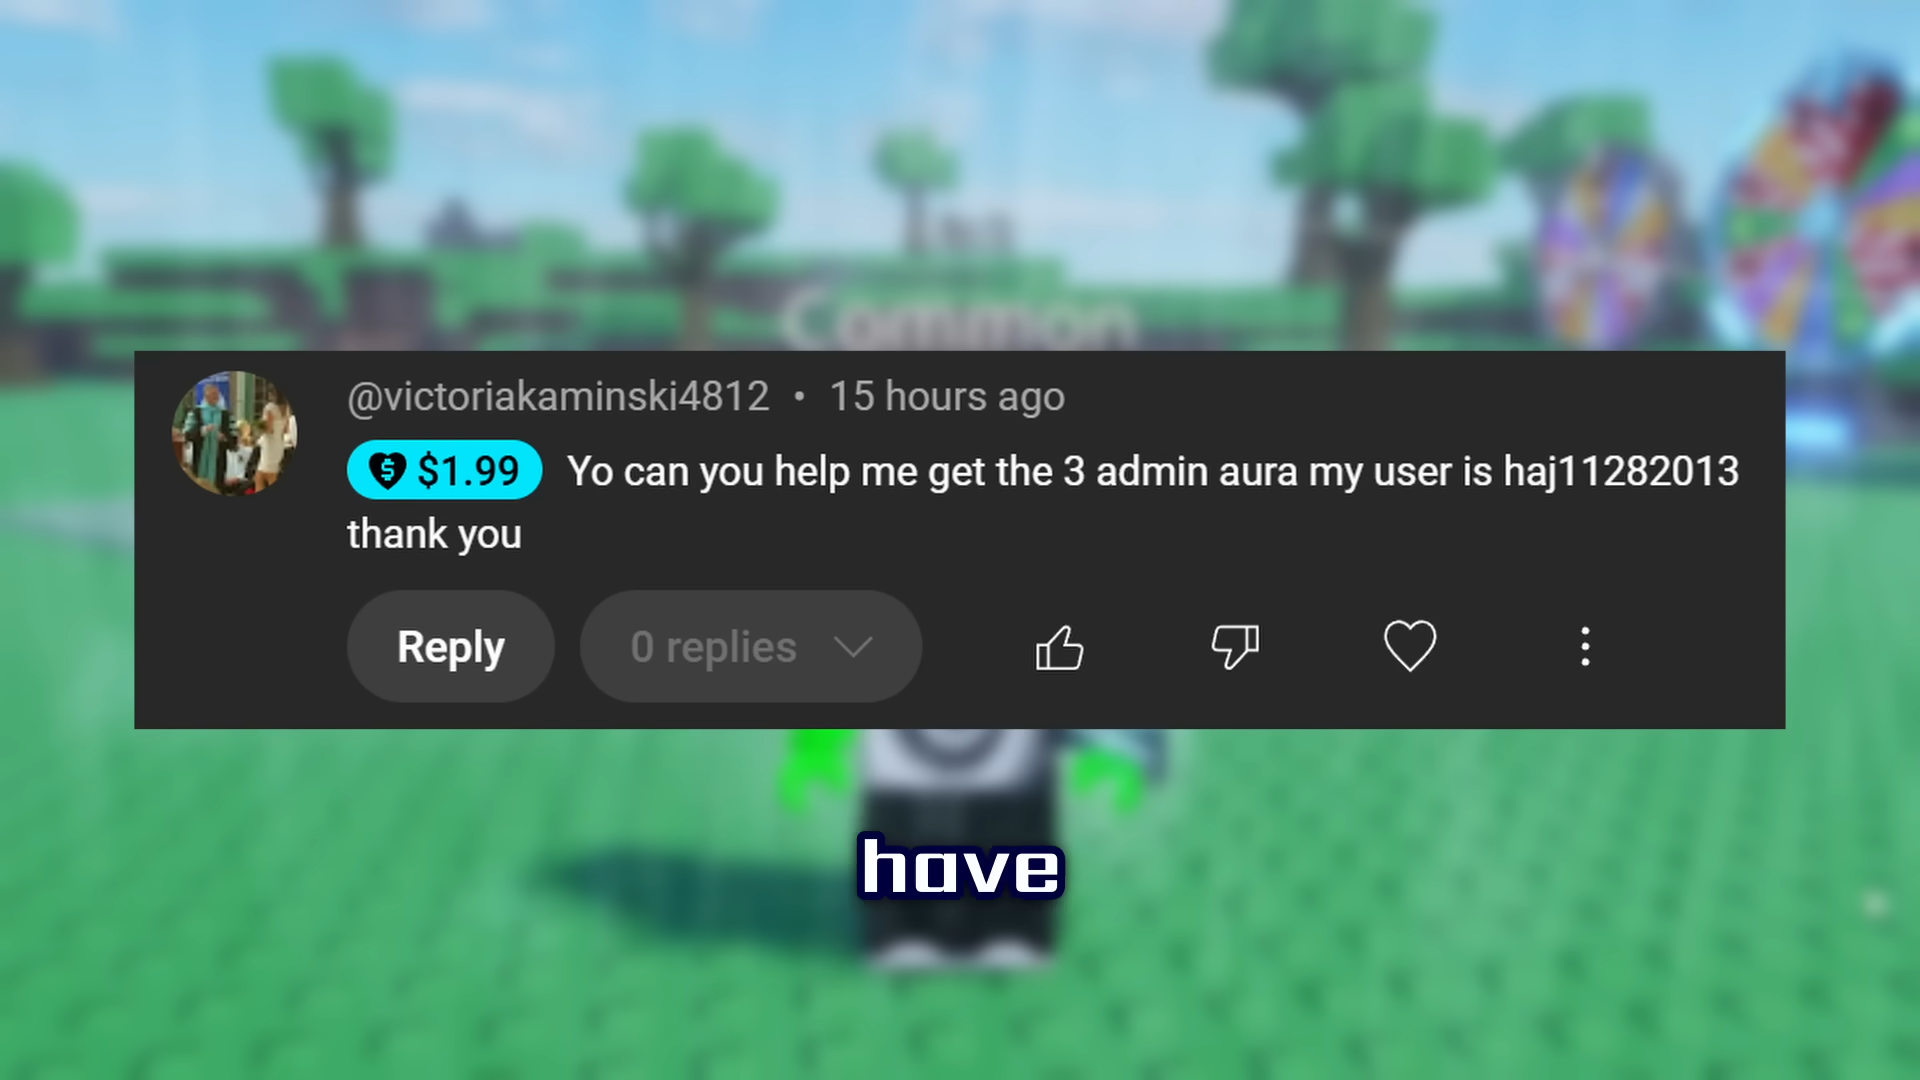 Common
@victoriakaminski4812 • 15 hours ago
$1.99 Yo can you help me get the 3 admin aura my user is haj11282013
thank you
Reply 0 replies
have